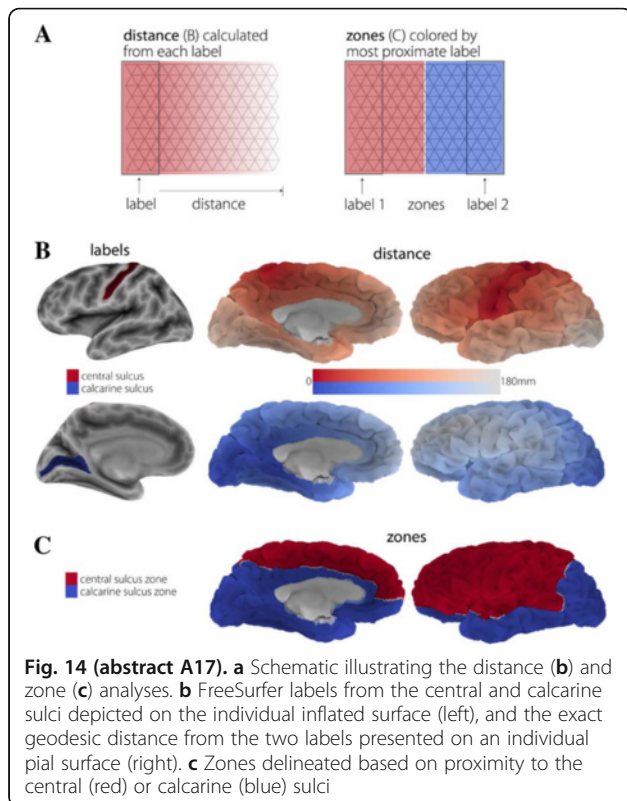 A
distance (B) calculated
from each label
zones (C) colored by
most proximate label
label
distance
label 1
zones
label 2
B
labels
distance
central sulcus
calcarine sulcus
0
180mm
C
zones
central sulcus zone
calcarine sulcus zone
Fig. 14 (abstract A17). a Schematic illustrating the distance (b) and
zone (c) analyses. b FreeSurfer labels from the central and calcarine
sulci depicted on the individual inflated surface (left), and the exact
geodesic distance from the two labels presented on an individual
pial surface (right). c Zones delineated based on proximity to the
central (red) or calcarine (blue) sulci